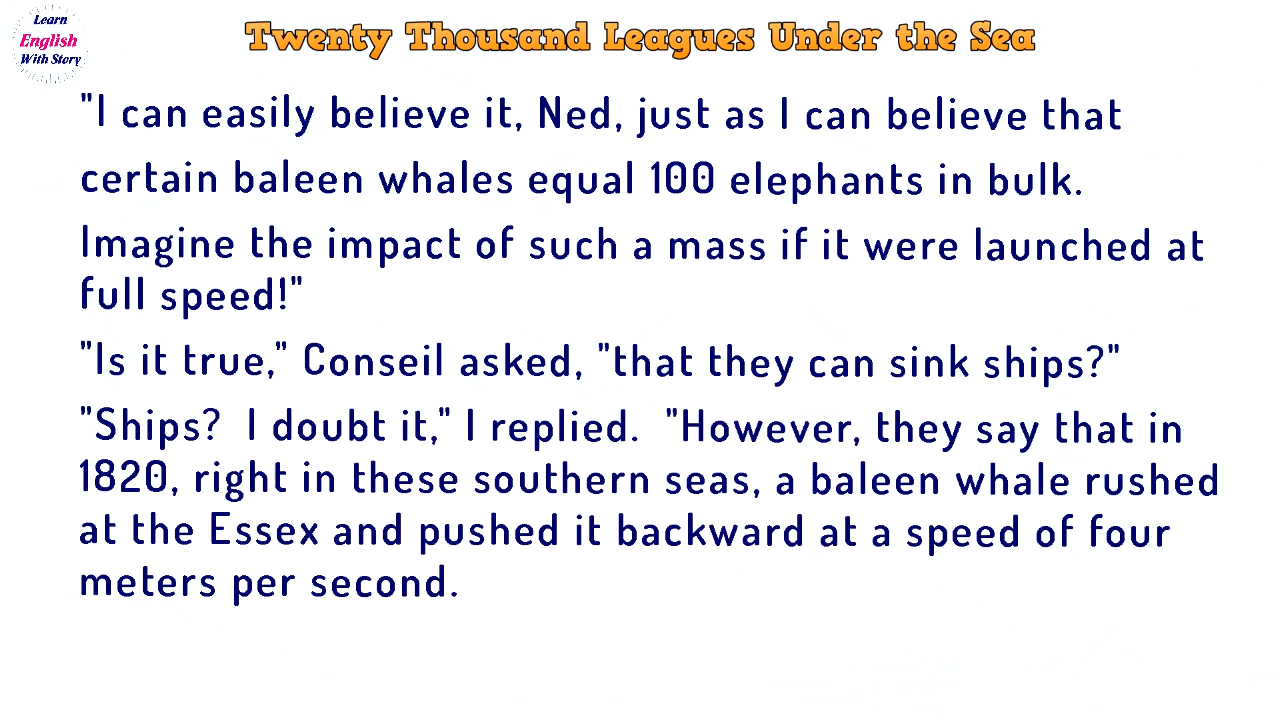 Learn
English
With Story
Twenty Thousand Leagues Under the Sea
"I can easily believe it, Ned, just as I can believe that
certain baleen whales equal 100 elephants in bulk.
Imagine the impact of such a mass if it were launched at
full speed!"
"Is it true," Conseil asked, "that they can sink ships?"
"Ships?  I doubt it," I replied.  "However, they say that in
1820, right in these southern seas, a baleen whale rushed
at the Essex and pushed it backward at a speed of four
meters per second.